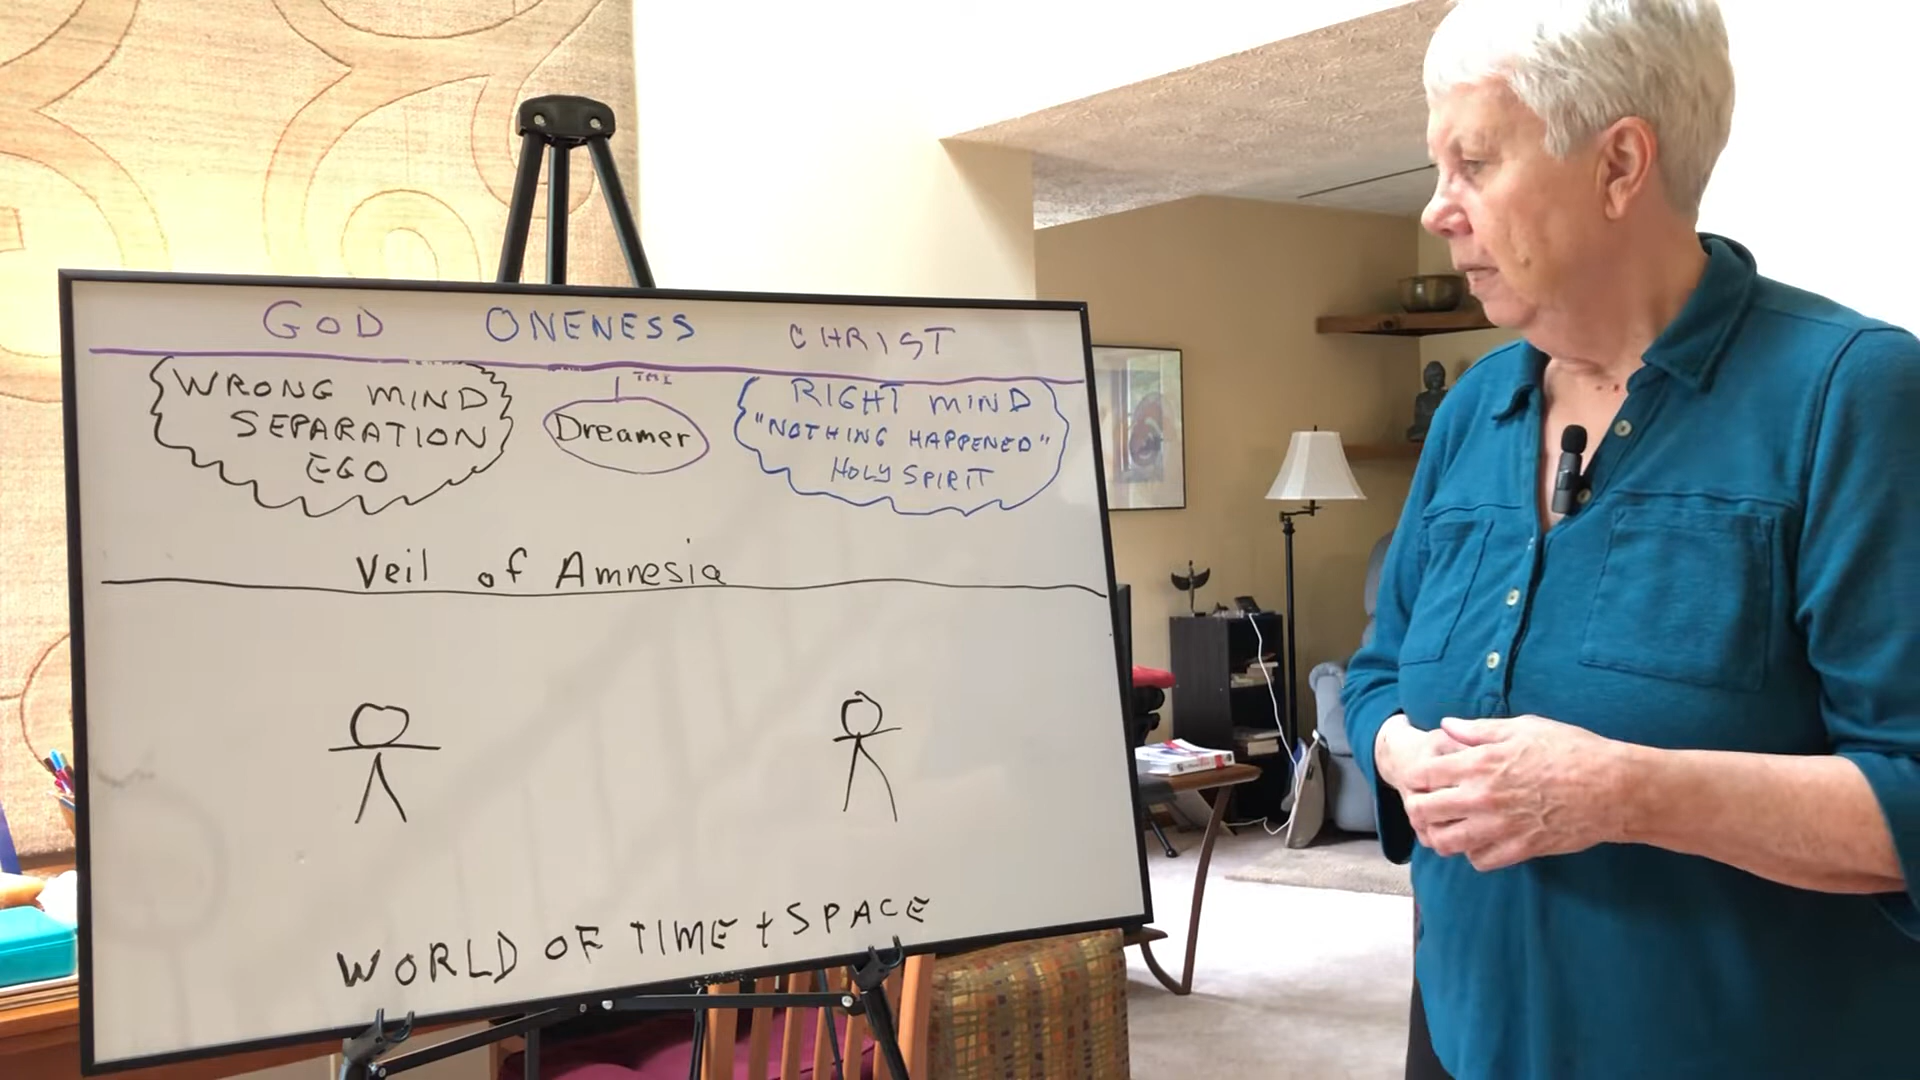 GOD ONENESS CHRIST
WRONG MIND
SEPARATION
EGO
TMI
Dreamer
RIGHT MIND
"NOTHING HAPPENED"
HOLY SPIRIT
Veil of Amnesia
WORLD OF TIME + SPACE